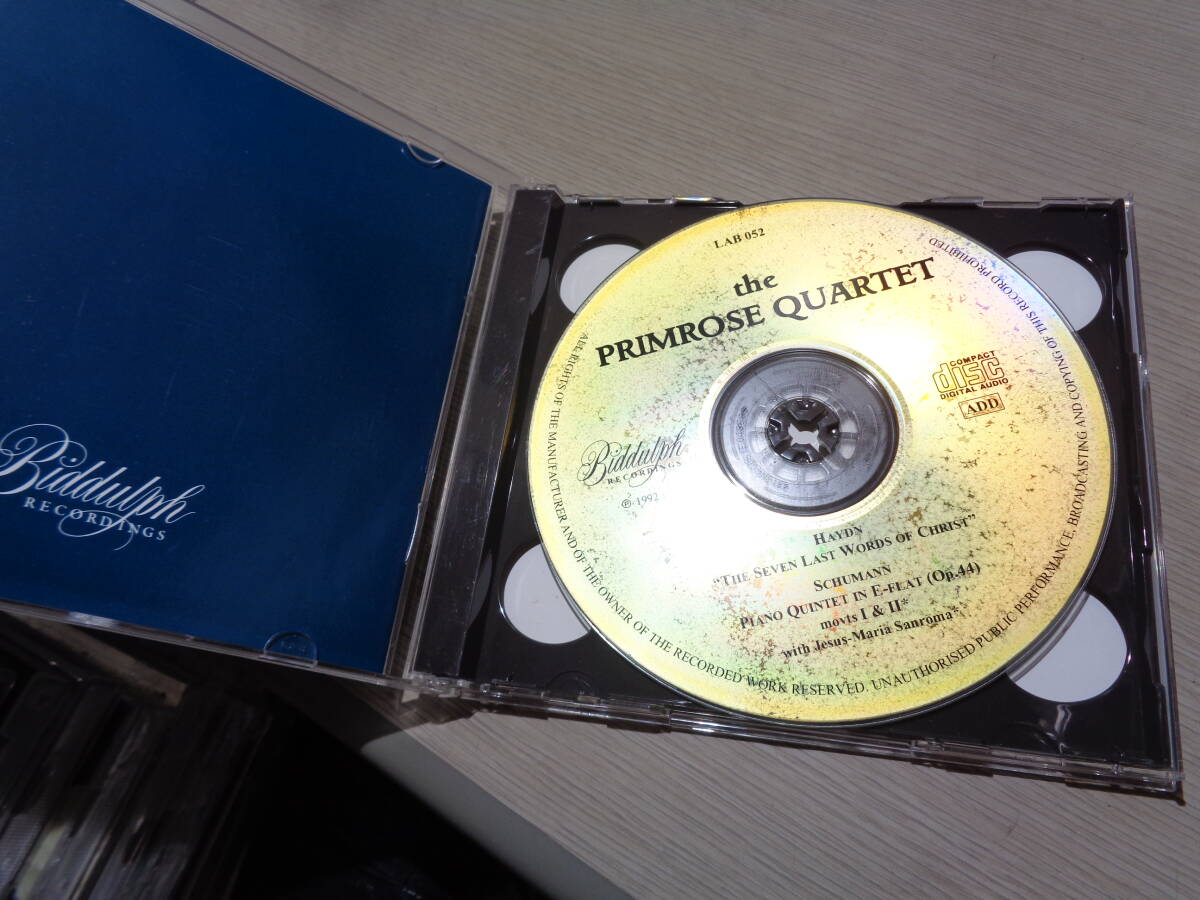 Biddulph
RECORDINGS
LAB 052
the
PRIMROSE QUARTET
COMPACT
disc
DIGITAL AUDIO
ADD
Biddulph
RECORDINGS
℗ 1992
HAYDN
"THE SEVEN LAST WORDS OF CHRIST"
SCHUMANN
PIANO QUINTET IN E-FLAT (Op.44)
movts I & II*
with Jesus-Maria Sanroma*
ALL RIGHTS OF THE MANUFACTURER AND OF THE OWNER OF THE RECORDED WORK RESERVED. UNAUTHORISED PUBLIC PERFORMANCE, BROADCASTING AND COPYING OF THIS RECORD PROHIBITED